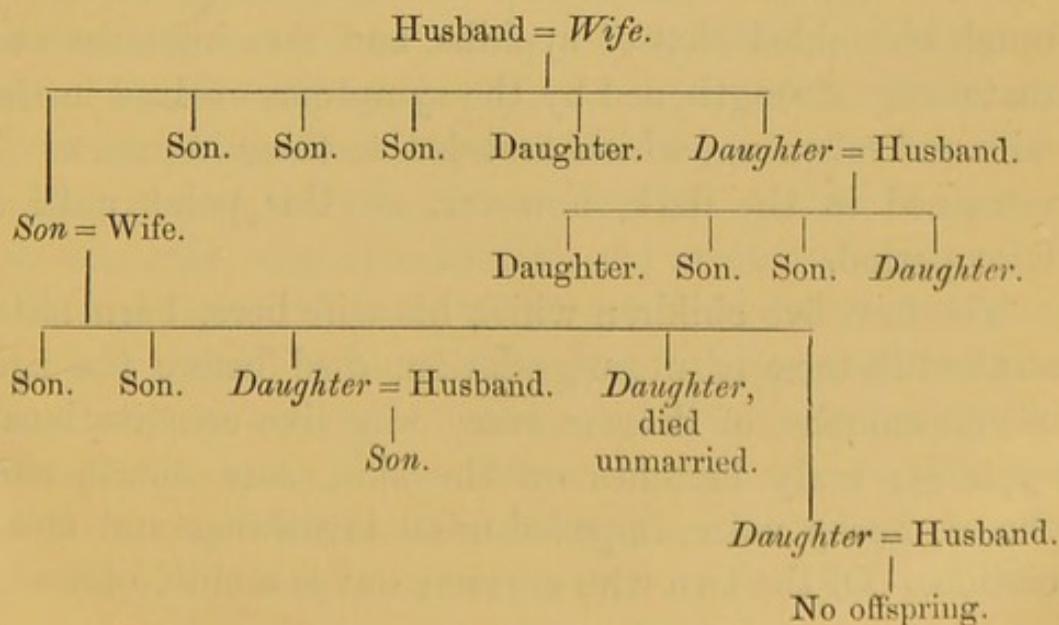 Husband = Wife.
Son. Son. Son. Daughter. Daughter = Husband.
Son = Wife.
Daughter. Son. Son. Daughter.
Son. Son. Daughter = Husband. Daughter,
died
Son. unmarried.
Daughter = Husband.
No offspring.